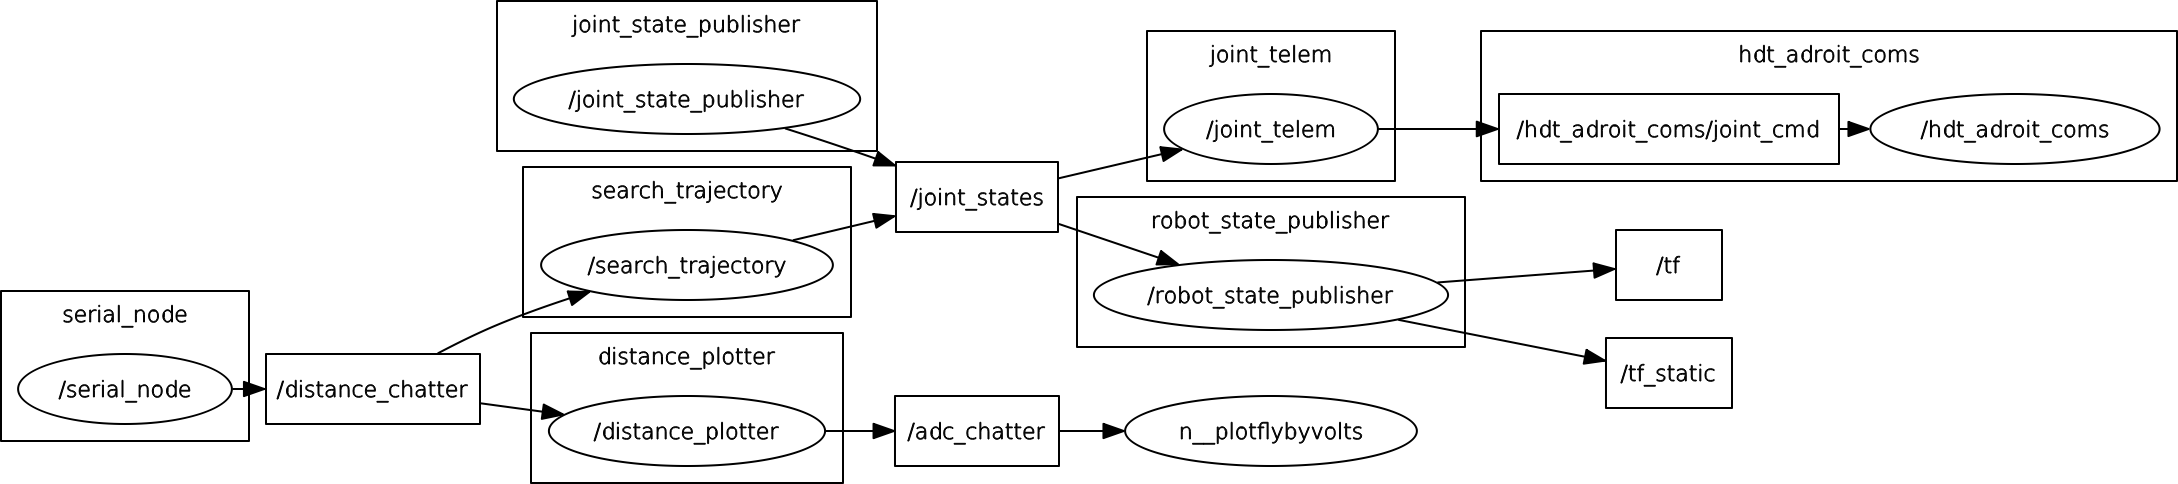 joint_state_publisher
/joint_state_publisher
joint_telem
/joint_telem
hdt_adroit_coms
/hdt_adroit_coms/joint_cmd
/hdt_adroit_coms
search_trajectory
/search_trajectory
/joint_states
robot_state_publisher
/robot_state_publisher
/tf
/tf_static
serial_node
/serial_node
/distance_chatter
distance_plotter
/distance_plotter
/adc_chatter
n__plotflybyvolts